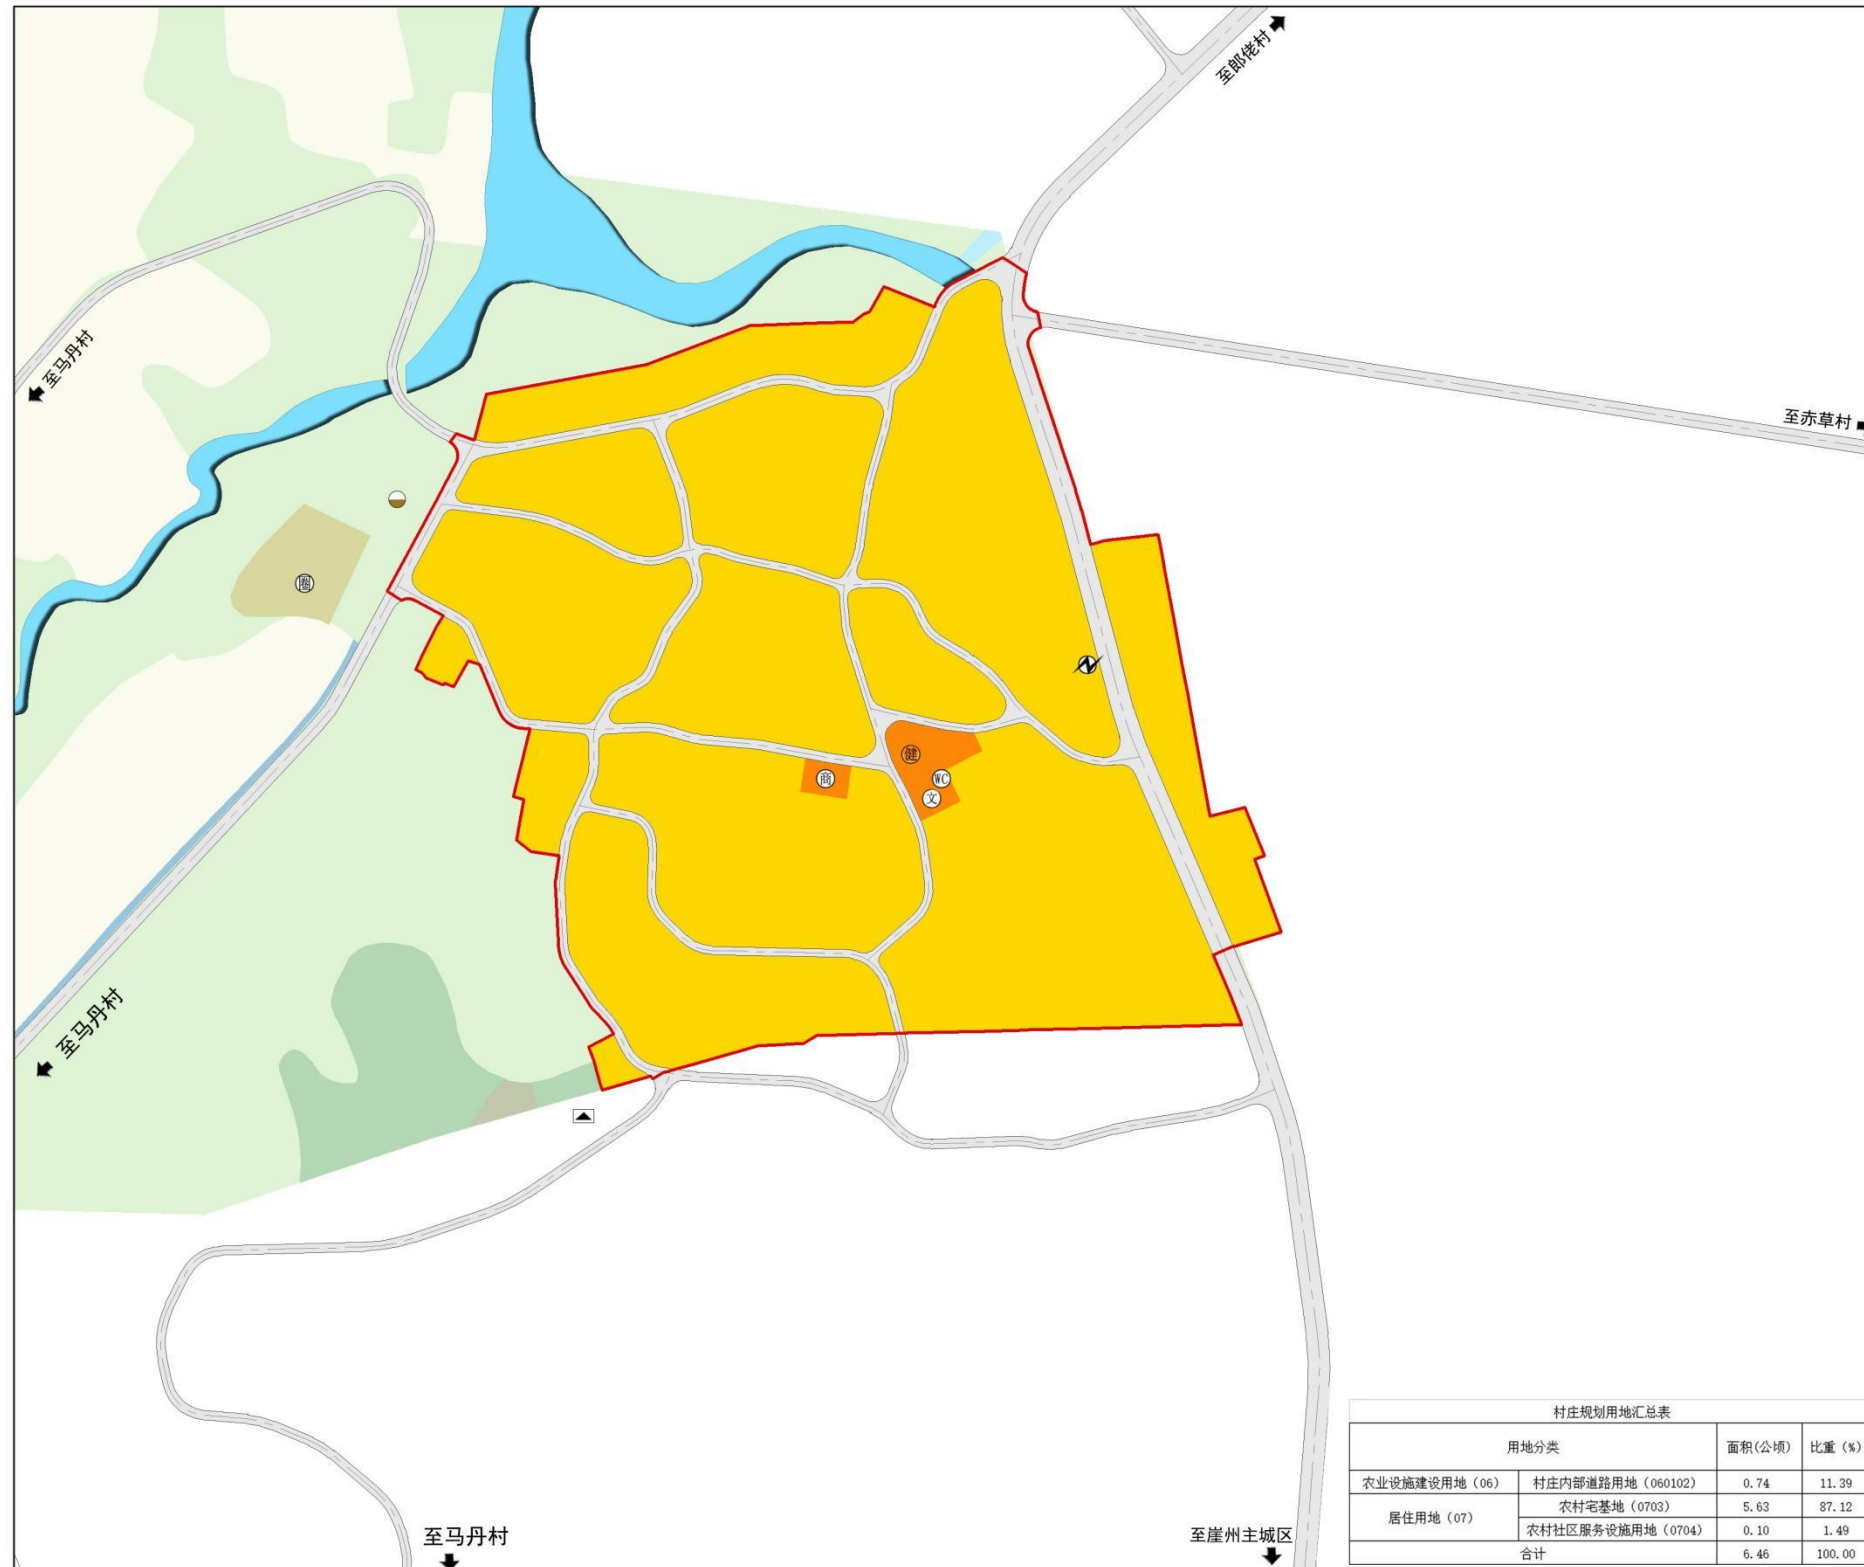 至郎佬村
至马丹村
至赤草村
圈
健
商
WC
文
至马丹村
至马丹村
至崖州主城区
村庄规划用地汇总表
用地分类 面积(公顷) 比重（%）
农业设施建设用地（06） 村庄内部道路用地（060102） 0.74 11.39
居住用地（07） 农村宅基地（0703） 5.63 87.12
农村社区服务设施用地（0704） 0.10 1.49
合计 6.46 100.00